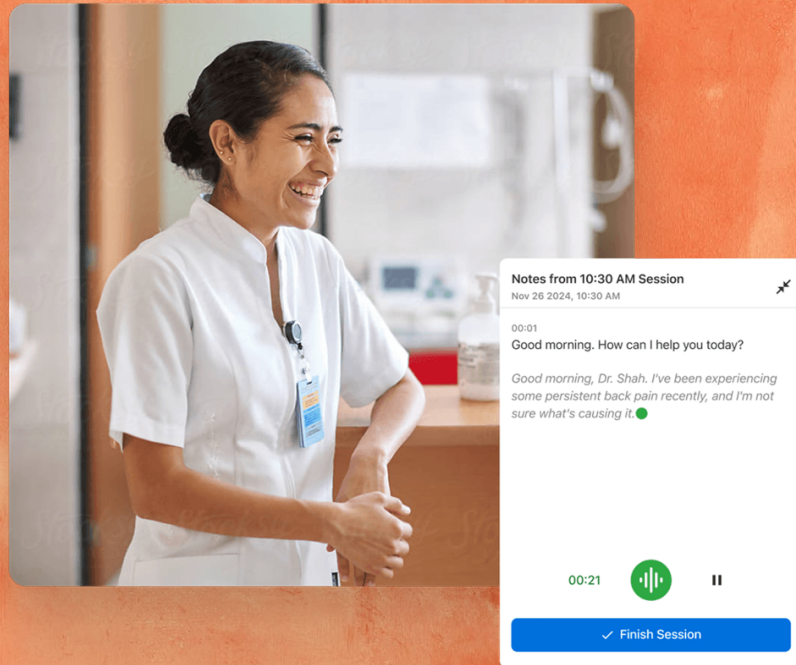 Notes from 10:30 AM Session
Nov 26 2024, 10:30 AM
00:01
Good morning. How can I help you today?
Good morning, Dr. Shah. I've been experiencing
some persistent back pain recently, and I'm not
sure what's causing it.
00:21
Finish Session